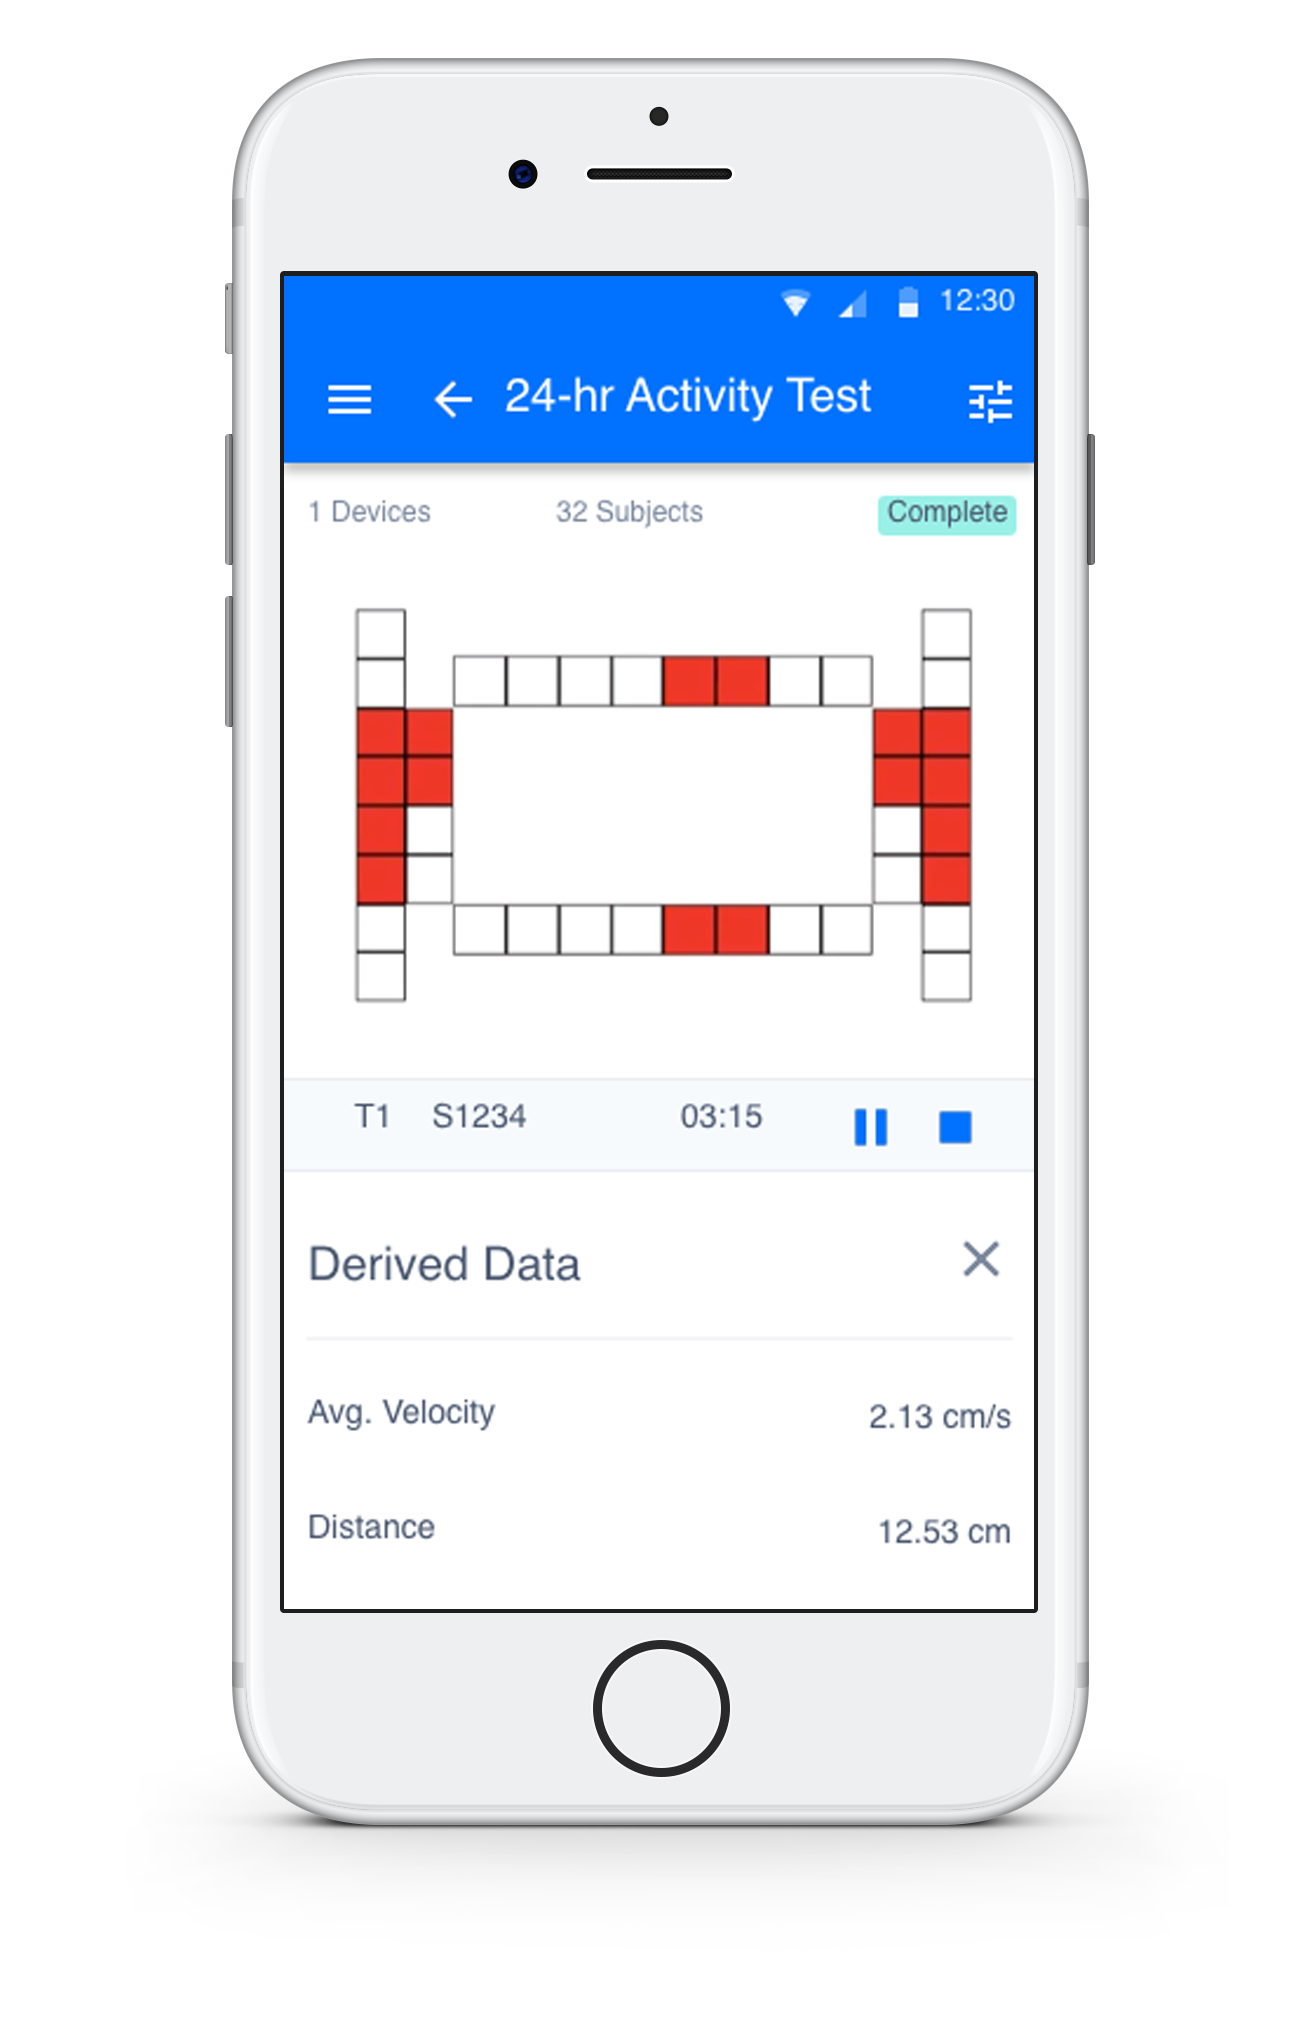 12:30
24-hr Activity Test
1 Devices 32 Subjects Complete
T1 S1234 03:15
Derived Data
Avg. Velocity 2.13 cm/s
Distance 12.53 cm